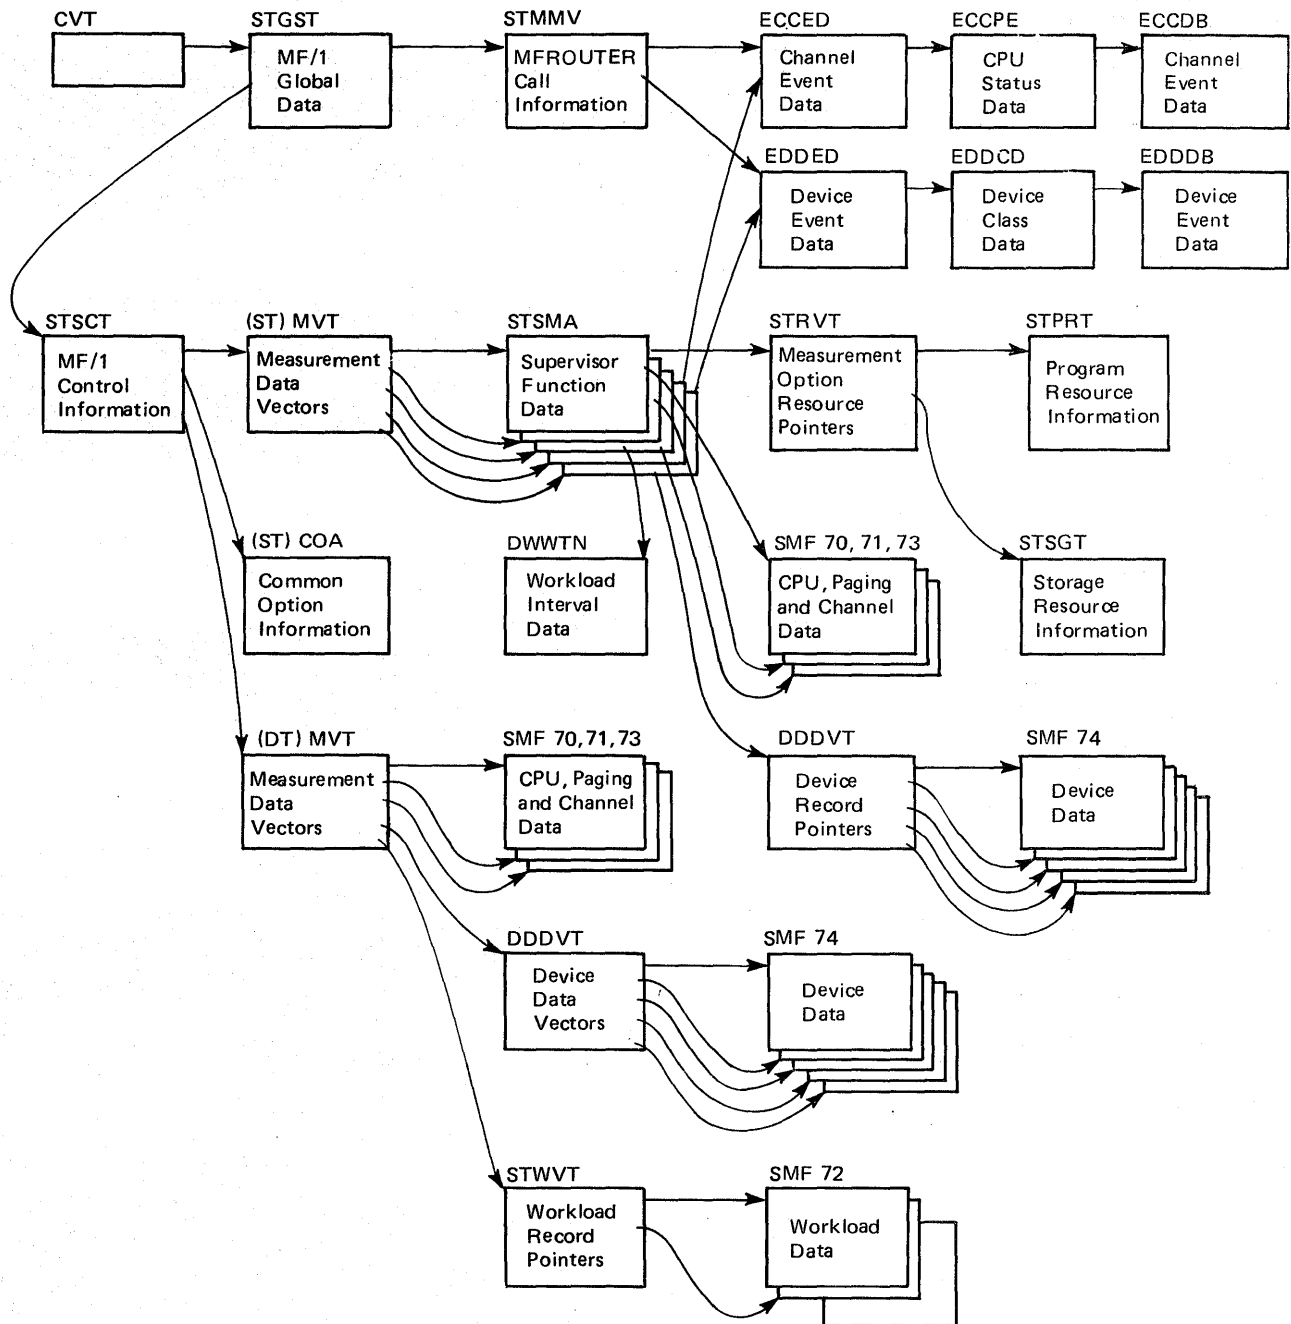 CVT
STGST
MF/1
Global
Data
STMMV
MFROUTER
Call
Information
ECCED
Channel
Event
Data
ECCPE
CPU
Status
Data
ECCDB
Channel
Event
Data
EDDED
Device
Event
Data
EDDCD
Device
Class
Data
EDDDB
Device
Event
Data
STSCT
MF/1
Control
Information
(ST) MVT
Measurement
Data
Vectors
STSMA
Supervisor
Function
Data
STRVT
Measurement
Option
Resource
Pointers
STPRT
Program
Resource
Information
(ST) COA
Common
Option
Information
DWWTN
Workload
Interval
Data
SMF 70, 71, 73
CPU, Paging
and Channel
Data
STSGT
Storage
Resource
Information
(DT) MVT
Measurement
Data
Vectors
SMF 70,71,73
CPU, Paging
and Channel
Data
DDDVT
Device
Record
Pointers
SMF 74
Device
Data
DDDVT
Device
Data
Vectors
SMF 74
Device
Data
STWVT
Workload
Record
Pointers
SMF 72
Workload
Data